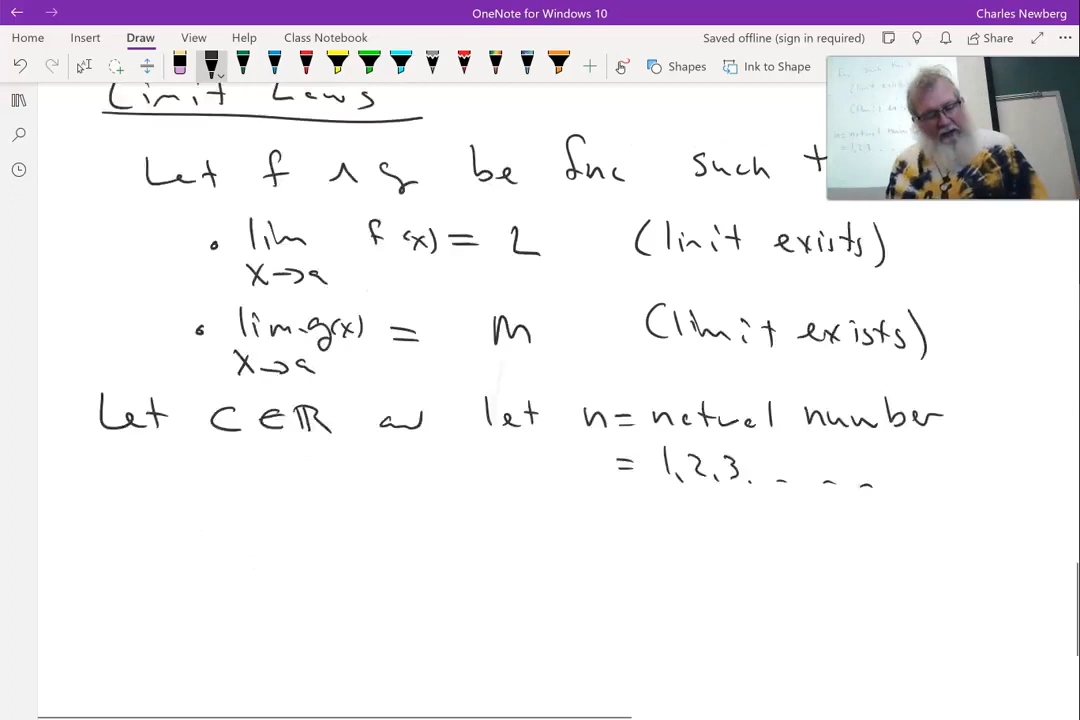 OneNote for Windows 10
Charles Newberg
Home Insert Draw View Help Class Notebook
Saved offline (sign in required)
Share
Shapes
Ink to Shape
Limit Laws
Let f ∧ g be fnc such t
• lim f(x) = L (limit exists)
x→a
• lim g(x) = M (limit exists)
x→a
Let C ∈ ℝ and let n = natural number
= 1, 2, 3, . . . .